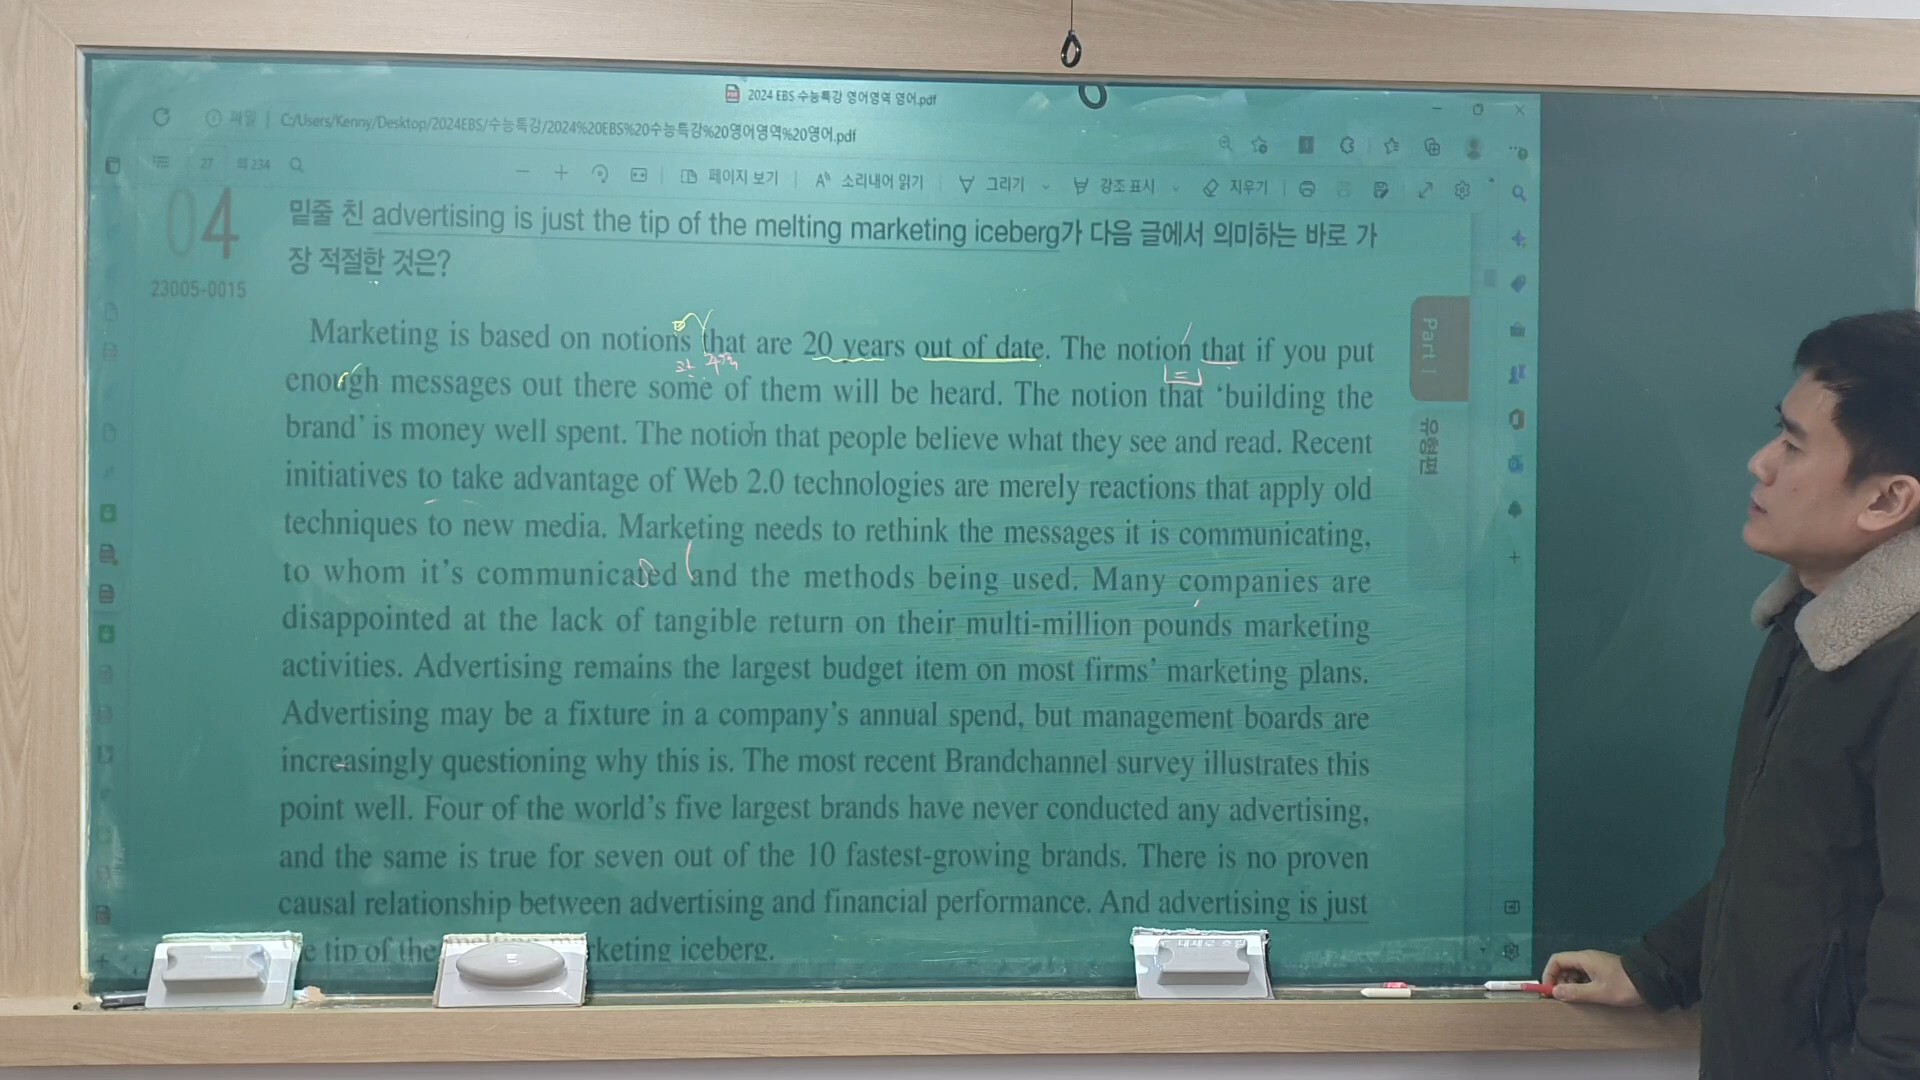 2024 EBS 수능특강 영어영역 영어.pdf
파일 | C:/Users/Kenny/Desktop/2024EBS/수능특강/2024%20EBS%20수능특강%20영어영역%20영어.pdf
27 의 234
페이지 보기 | 소리내어 읽기 | 그리기 강조 표시 지우기
04
23005-0015
밑줄 친 advertising is just the tip of the melting marketing iceberg가 다음 글에서 의미하는 바로 가
장 적절한 것은?
Marketing is based on notions that are 20 years out of date. The notion that if you put
enough messages out there some of them will be heard. The notion that ‘building the
brand’ is money well spent. The notion that people believe what they see and read. Recent
initiatives to take advantage of Web 2.0 technologies are merely reactions that apply old
techniques to new media. Marketing needs to rethink the messages it is communicating,
to whom it’s communicated and the methods being used. Many companies are
disappointed at the lack of tangible return on their multi-million pounds marketing
activities. Advertising remains the largest budget item on most firms’ marketing plans.
Advertising may be a fixture in a company’s annual spend, but management boards are
increasingly questioning why this is. The most recent Brandchannel survey illustrates this
point well. Four of the world’s five largest brands have never conducted any advertising,
and the same is true for seven out of the 10 fastest-growing brands. There is no proven
causal relationship between advertising and financial performance. And advertising is just
the tip of the melting marketing iceberg.
Part I
유형편